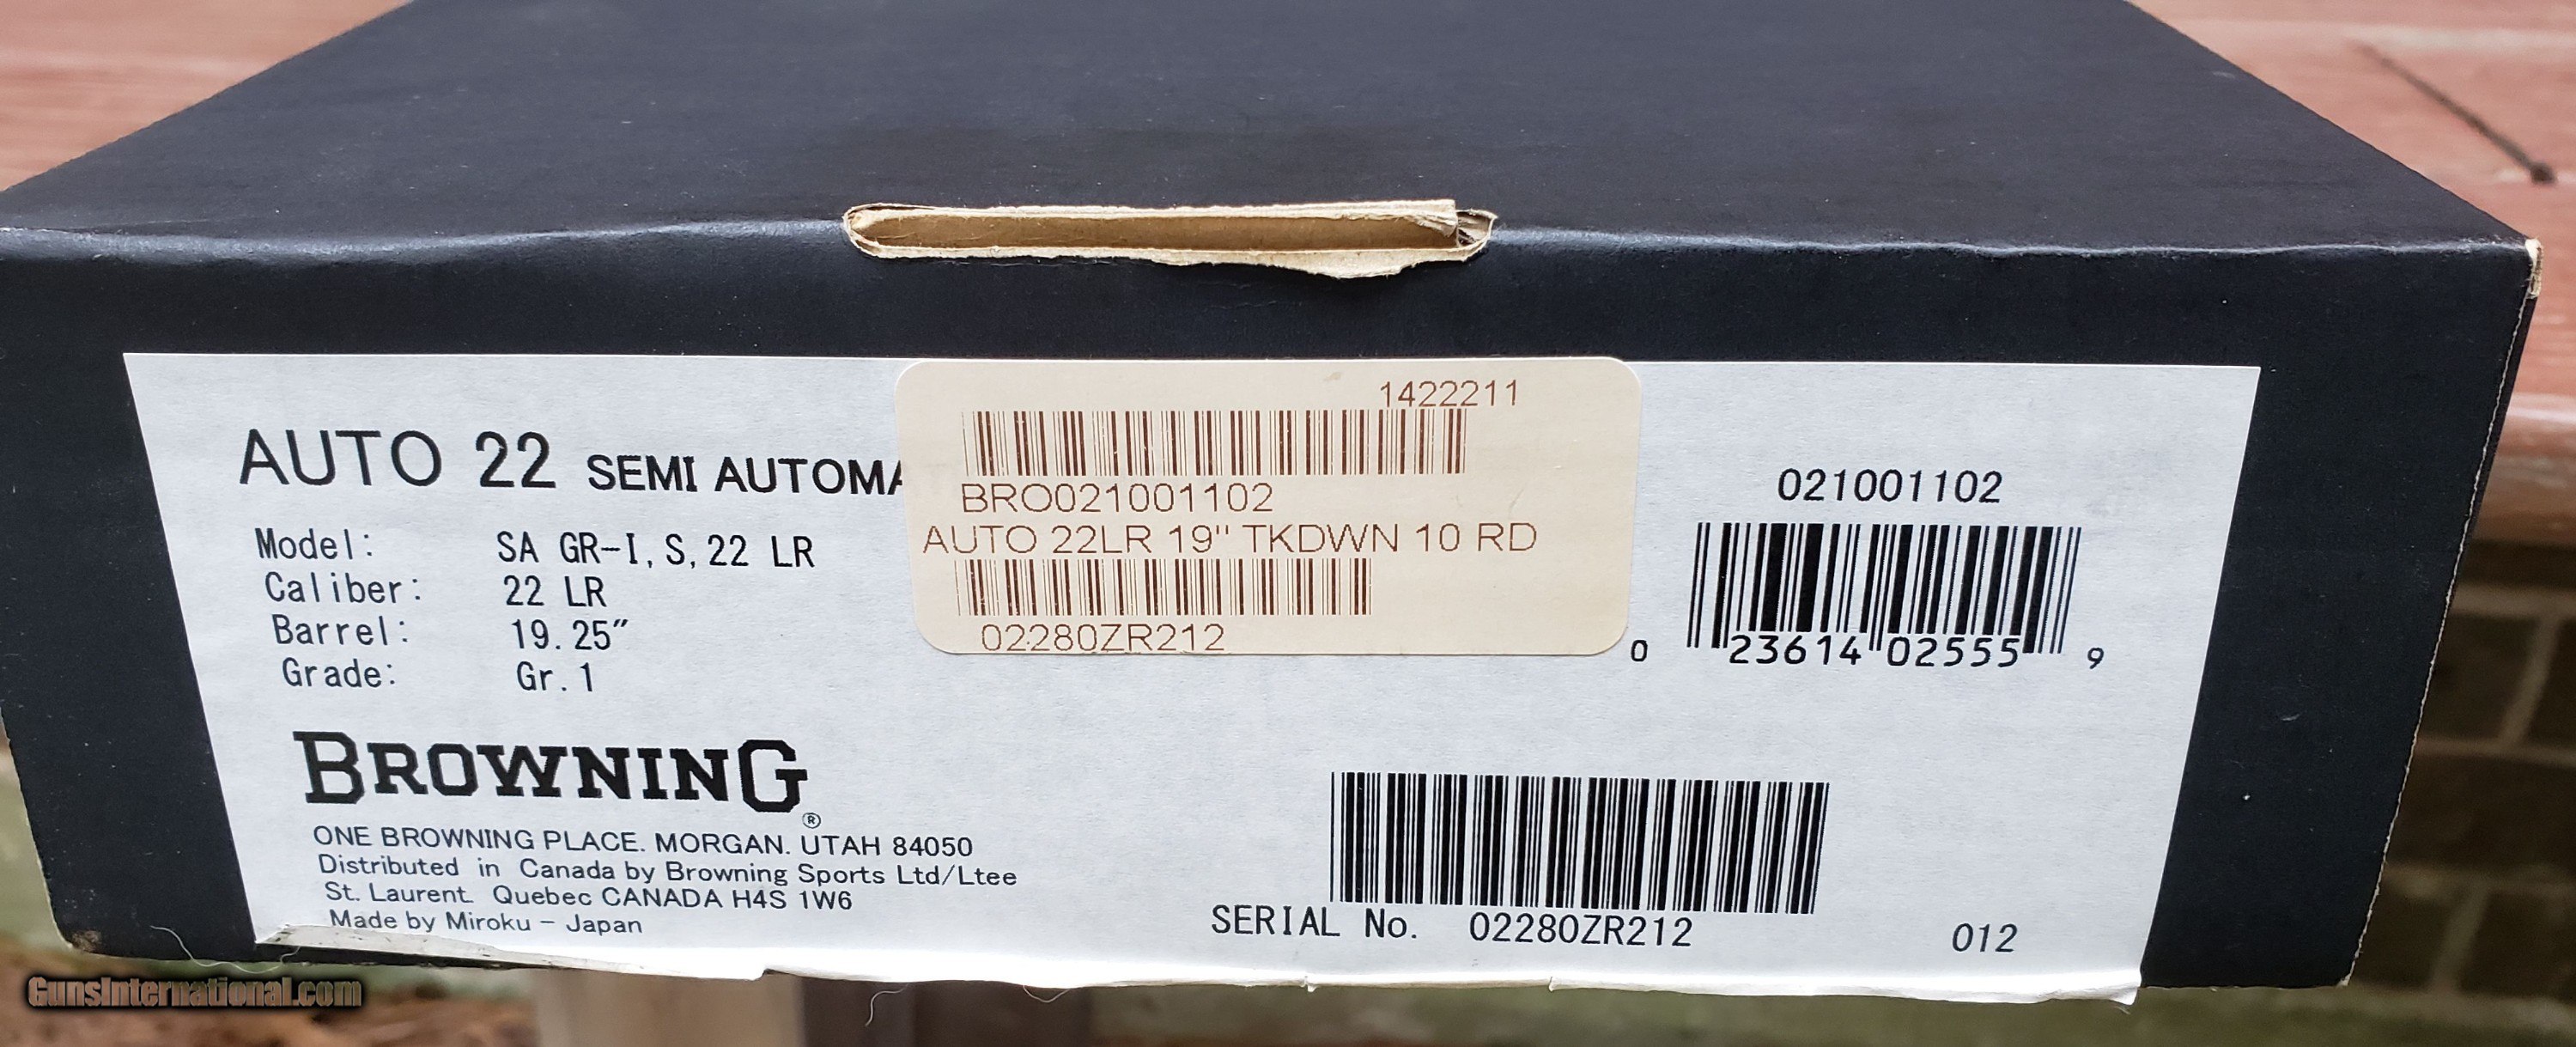 1422211
BRO021001102
AUTO 22LR 19" TKDWN 10 RD
02280ZR212
AUTO 22 SEMI AUTOMA
Model: SA GR-I, S, 22 LR
Caliber: 22 LR
Barrel: 19.25"
Grade: Gr. 1
021001102
0 23614 02555 9
BROWNING®
ONE BROWNING PLACE. MORGAN. UTAH 84050
Distributed in Canada by Browning Sports Ltd/Ltee
St. Laurent. Quebec CANADA H4S 1W6
Made by Miroku - Japan
SERIAL No. 02280ZR212
012
GunsInternational.com